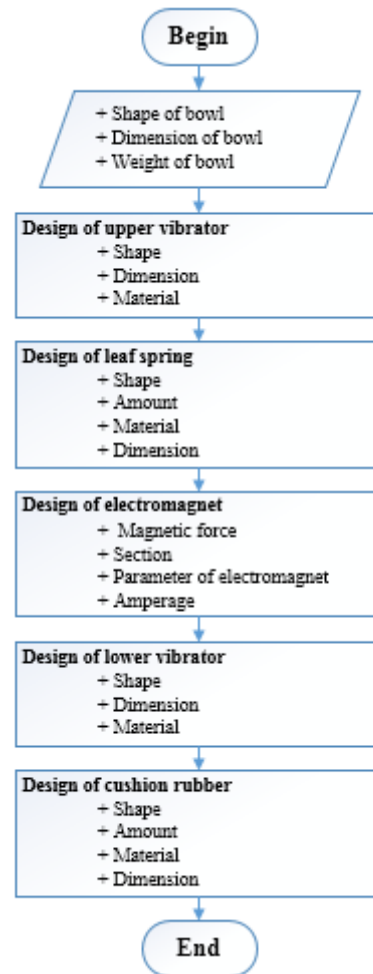 Begin
+ Shape of bowl
+ Dimension of bowl
+ Weight of bowl
Design of upper vibrator
+ Shape
+ Dimension
+ Material
Design of leaf spring
+ Shape
+ Amount
+ Material
+ Dimension
Design of electromagnet
+ Magnetic force
+ Section
+ Parameter of electromagnet
+ Amperage
Design of lower vibrator
+ Shape
+ Dimension
+ Material
Design of cushion rubber
+ Shape
+ Amount
+ Material
+ Dimension
End